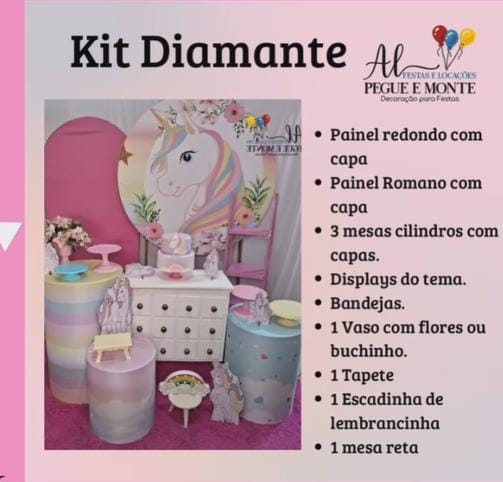 Kit Diamante
Al
FESTAS E LOCAÇÕES
PEGUE E MONTE
Decoração para Festas
• Painel redondo com
capa
• Painel Romano com
capa
• 3 mesas cilindros com
capas.
• Displays do tema.
• Bandejas.
• 1 Vaso com flores ou
buchinho.
• 1 Tapete
• 1 Escadinha de
lembrancinha
• 1 mesa reta